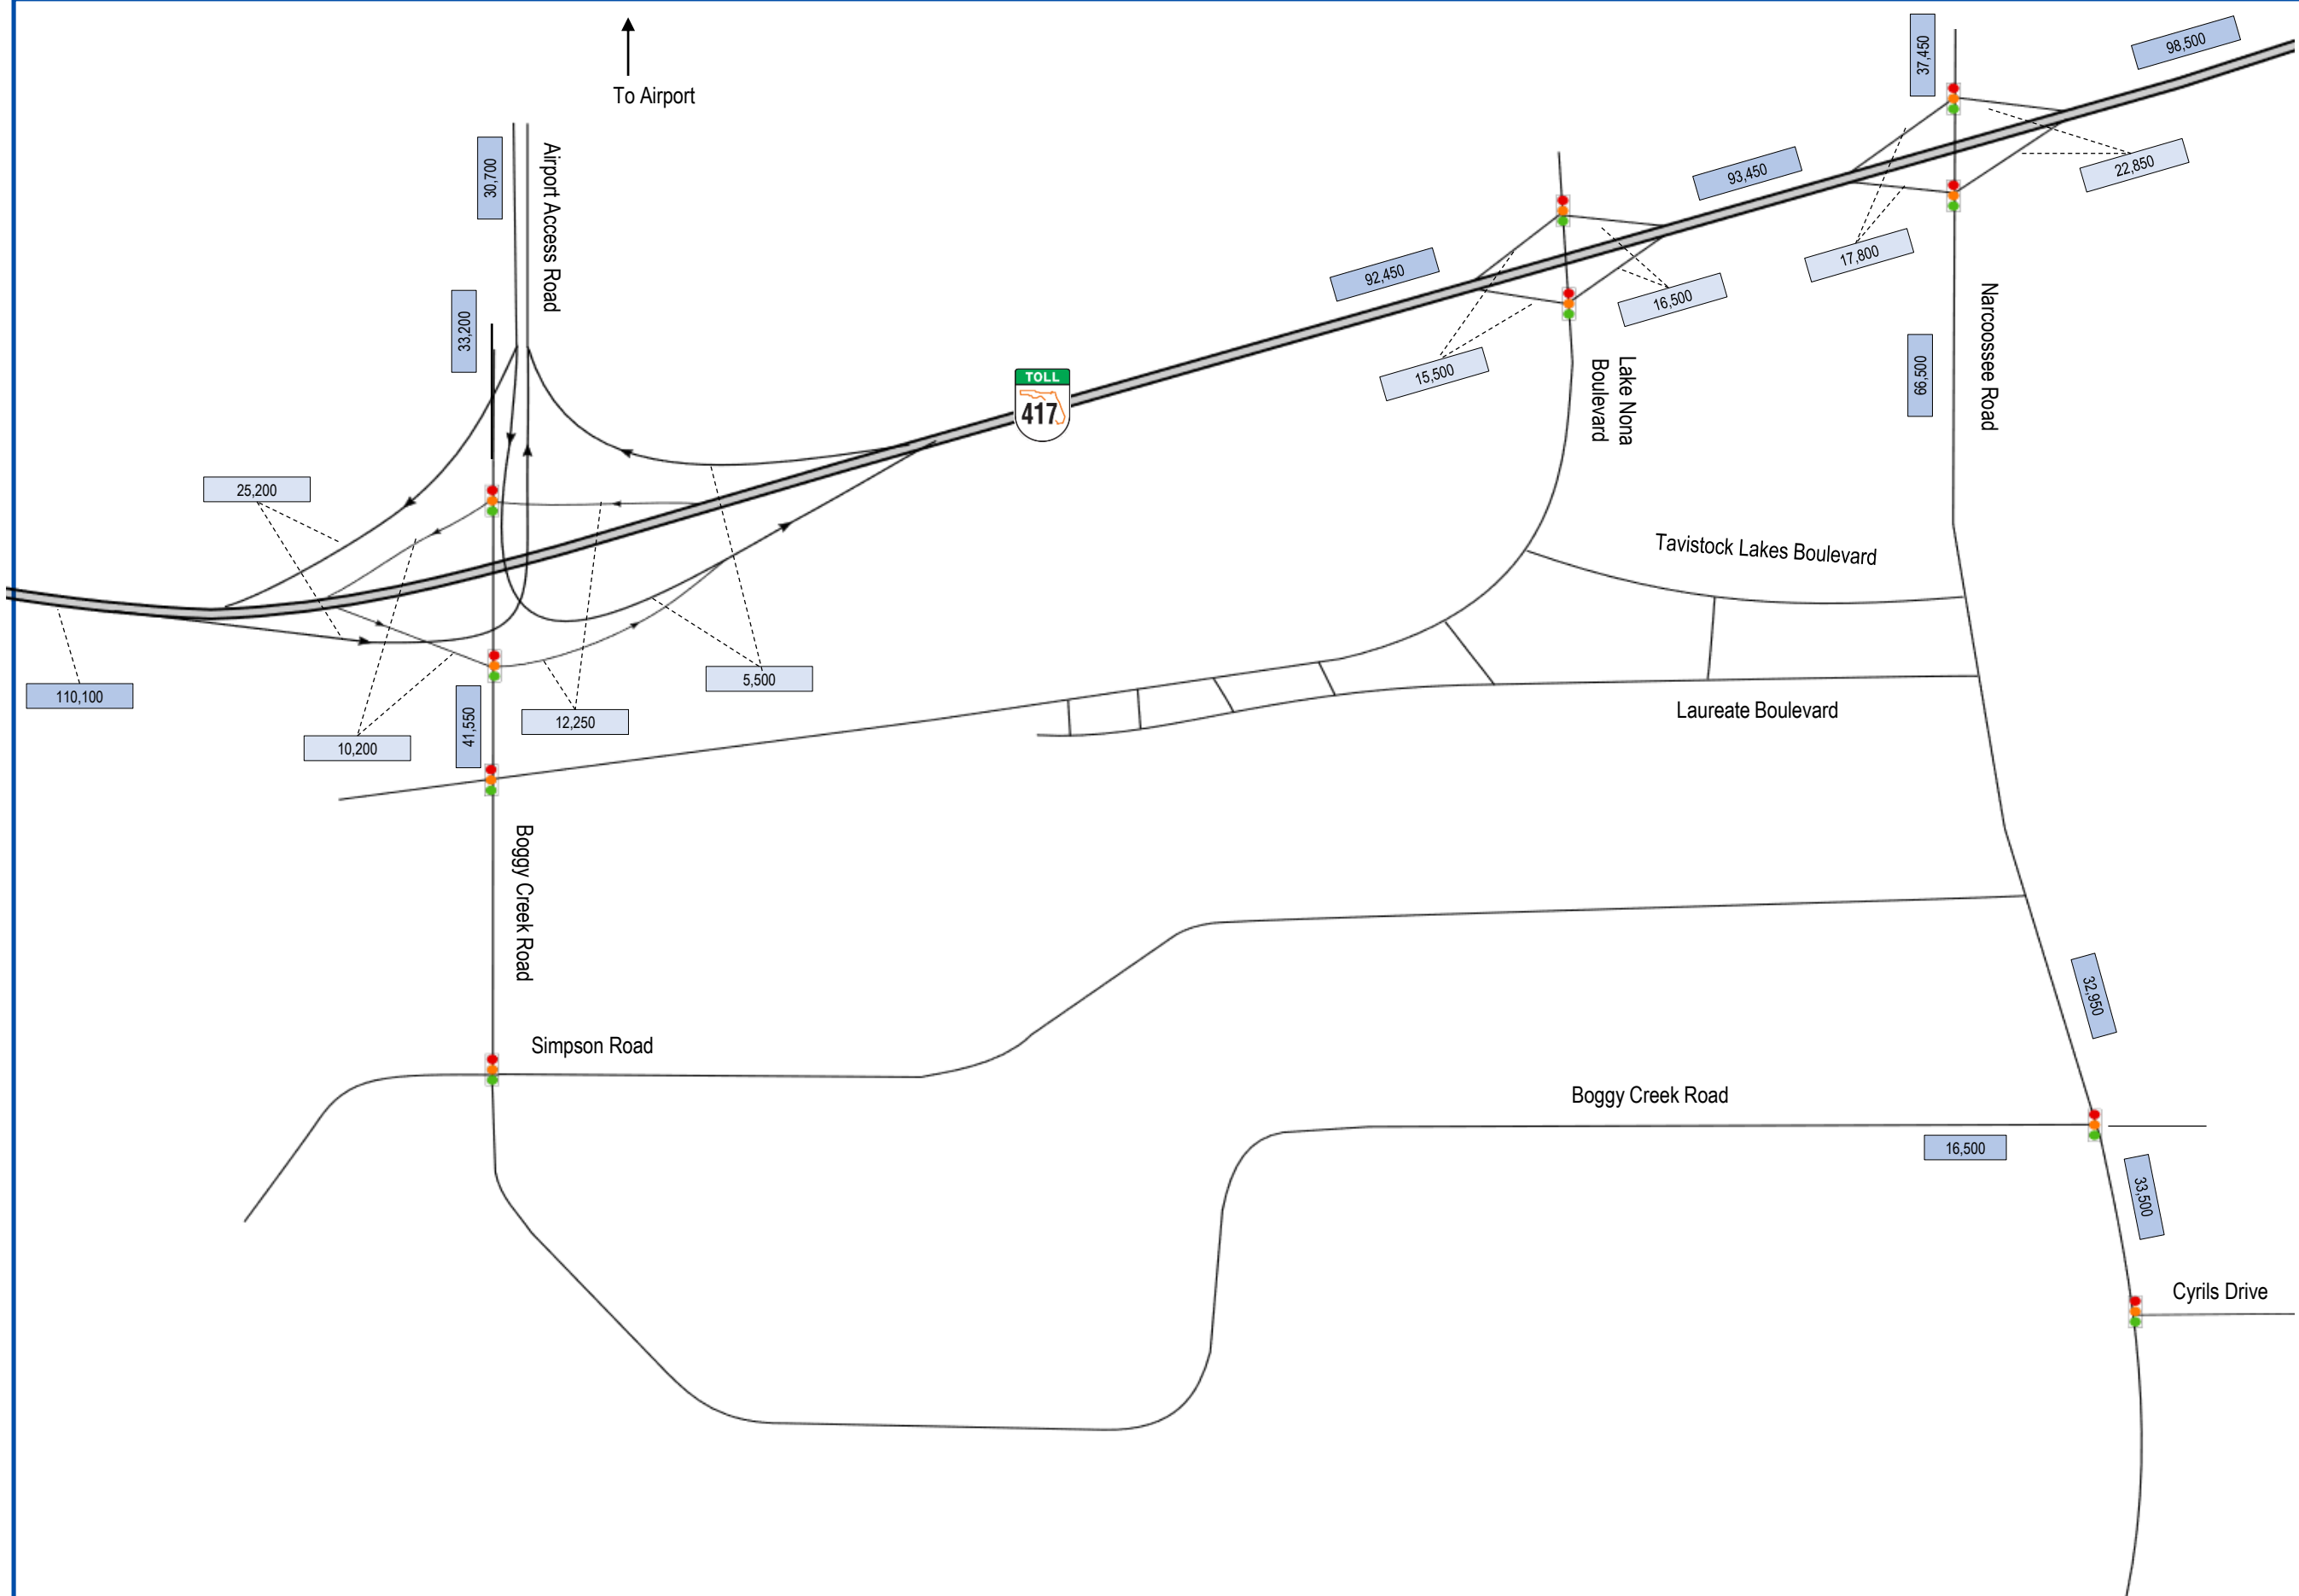 98,500
37,450
To Airport
30,700
Airport Access Road
93,450
22,850
92,450
17,800
16,500
33,200
Narcoossee Road
66,500
15,500
Lake Nona
Boulevard
TOLL
417
25,200
Tavistock Lakes Boulevard
5,500
110,100
41,550
12,250
Laureate Boulevard
10,200
Boggy Creek Road
32,950
Simpson Road
Boggy Creek Road
16,500
33,500
Cyrils Drive